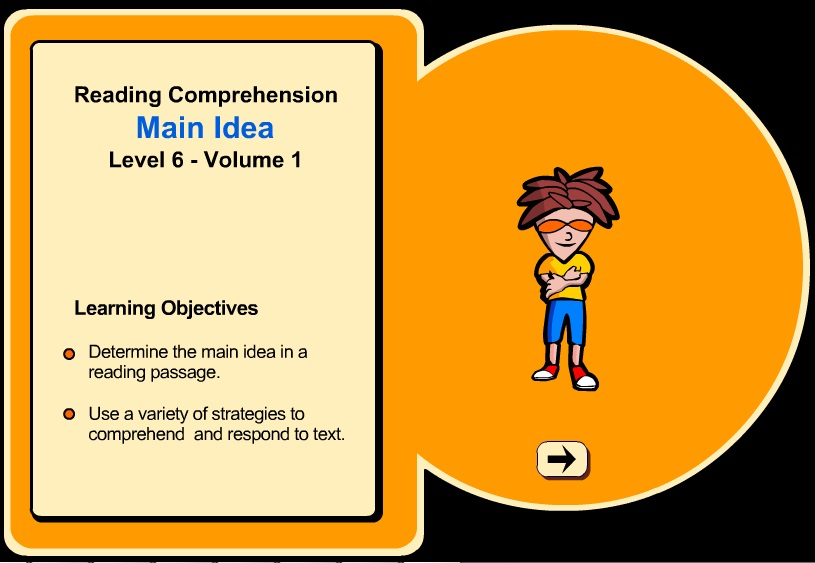 Reading Comprehension
Main Idea
Level 6 - Volume 1
Learning Objectives
Determine the main idea in a
reading passage.
Use a variety of strategies to
comprehend  and respond to text.